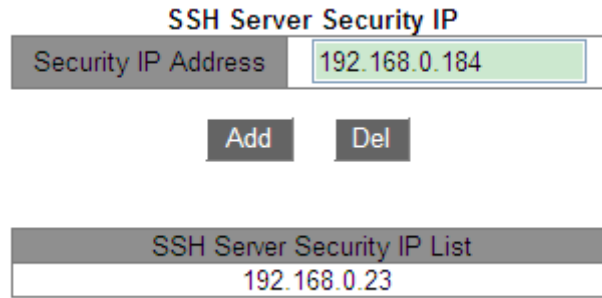 SSH Server Security IP
Security IP Address 192.168.0.184
Add Del
SSH Server Security IP List
192.168.0.23